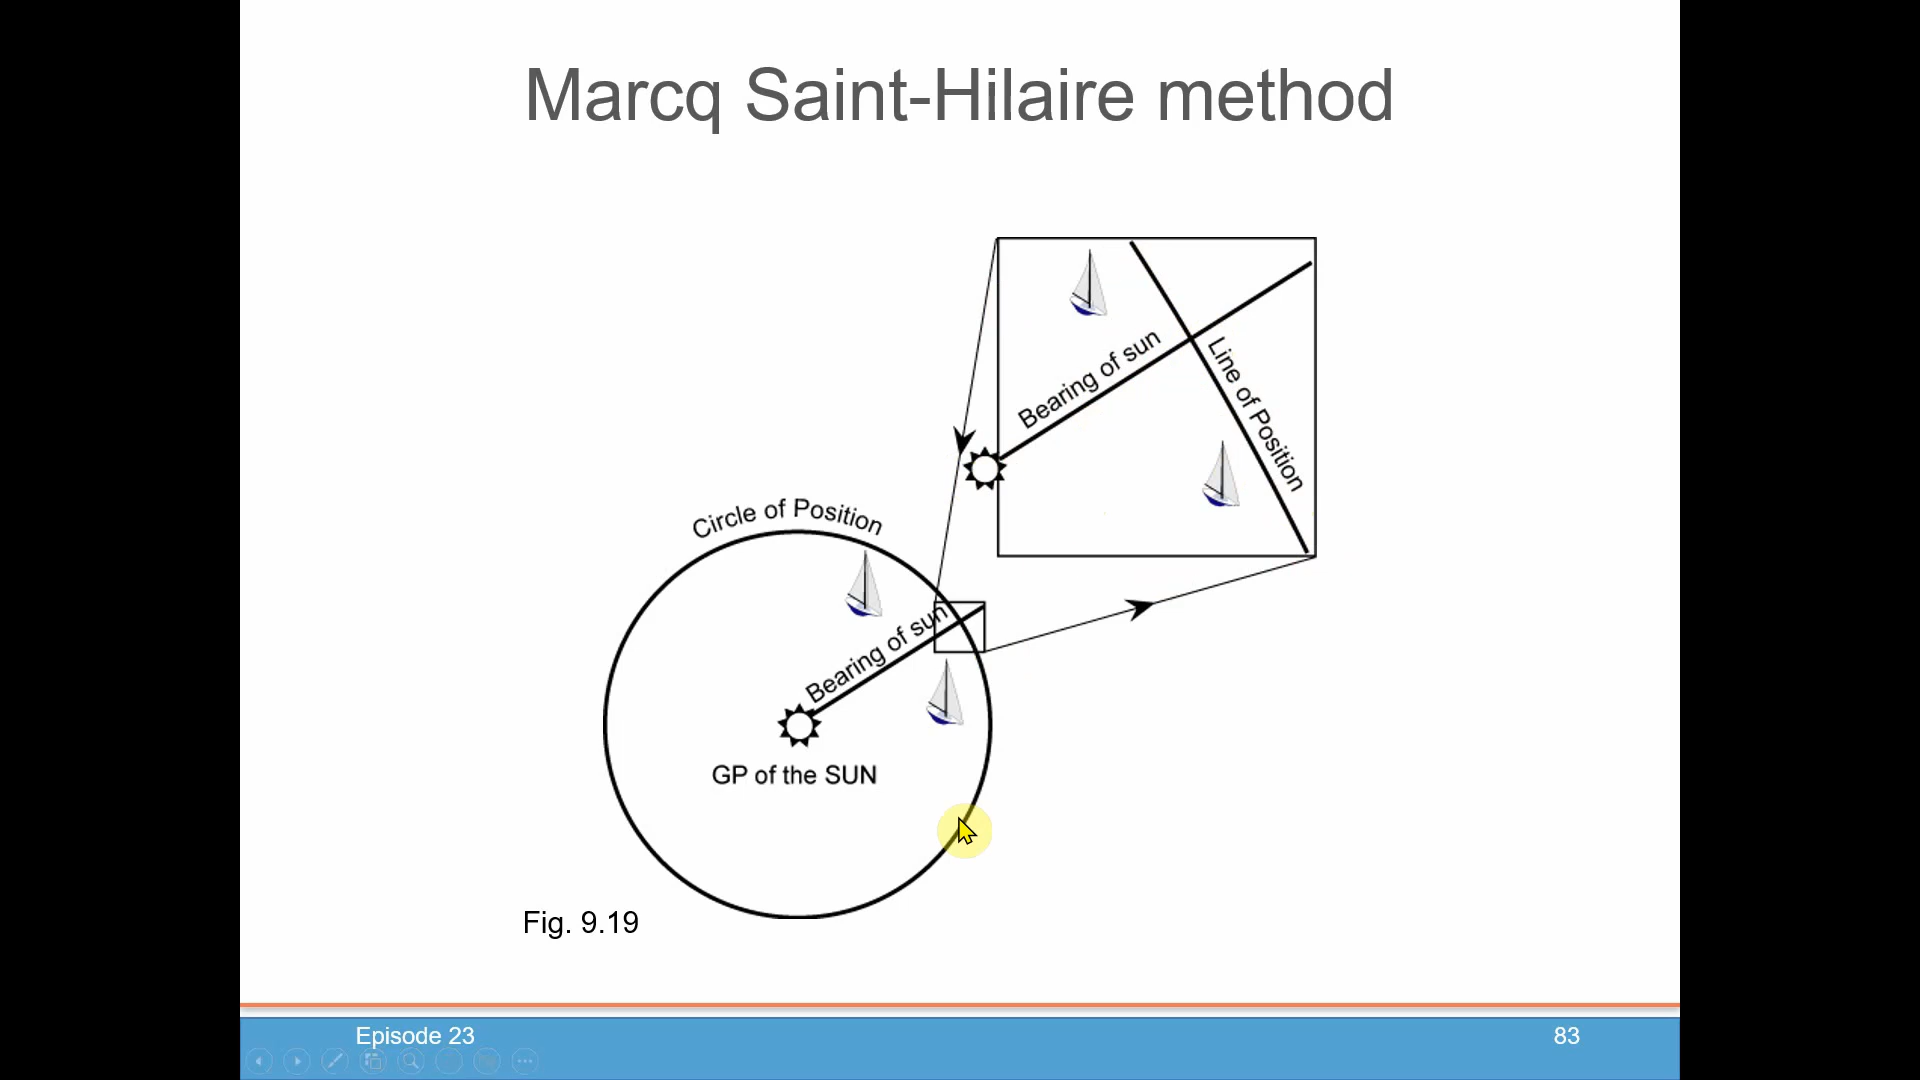 Marcq Saint-Hilaire method
Bearing of sun
Line of Position
Circle of Position
Bearing of sun
GP of the SUN
Fig. 9.19
Episode 23
83